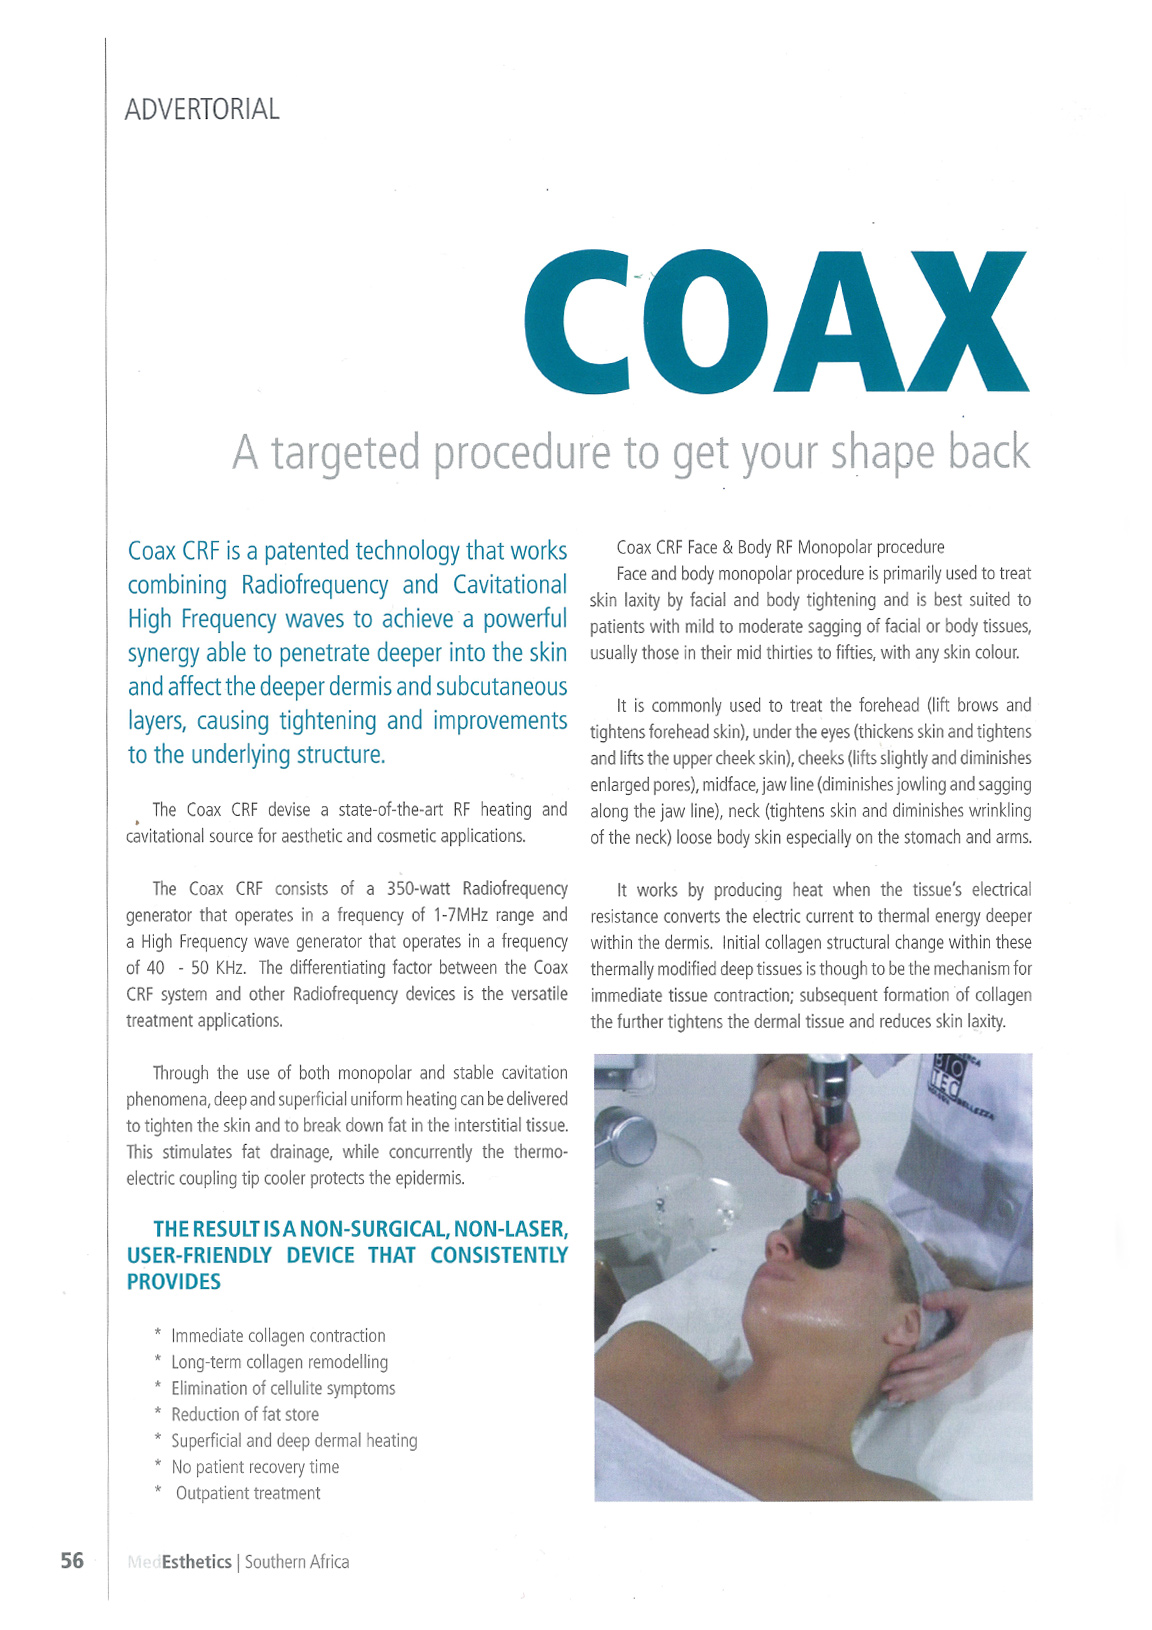 ADVERTORIAL
COAX
A targeted procedure to get your shape back
Coax CRF is a patented technology that works
combining Radiofrequency and Cavitational
High Frequency waves to achieve a powerful
synergy able to penetrate deeper into the skin
and affect the deeper dermis and subcutaneous
layers, causing tightening and improvements
to the underlying structure.
The Coax CRF devise a state-of-the-art RF heating and
cavitational source for aesthetic and cosmetic applications.
The Coax CRF consists of a 350-watt Radiofrequency
generator that operates in a frequency of 1-7MHz range and
a High Frequency wave generator that operates in a frequency
of 40 - 50 KHz. The differentiating factor between the Coax
CRF system and other Radiofrequency devices is the versatile
treatment applications.
Through the use of both monopolar and stable cavitation
phenomena, deep and superficial uniform heating can be delivered
to tighten the skin and to break down fat in the interstitial tissue.
This stimulates fat drainage, while concurrently the thermo-
electric coupling tip cooler protects the epidermis.
THE RESULT IS A NON-SURGICAL, NON-LASER,
USER-FRIENDLY DEVICE THAT CONSISTENTLY
PROVIDES
* Immediate collagen contraction
* Long-term collagen remodelling
* Elimination of cellulite symptoms
* Reduction of fat store
* Superficial and deep dermal heating
* No patient recovery time
* Outpatient treatment
Coax CRF Face & Body RF Monopolar procedure
Face and body monopolar procedure is primarily used to treat
skin laxity by facial and body tightening and is best suited to
patients with mild to moderate sagging of facial or body tissues,
usually those in their mid thirties to fifties, with any skin colour.
It is commonly used to treat the forehead (lift brows and
tightens forehead skin), under the eyes (thickens skin and tightens
and lifts the upper cheek skin), cheeks (lifts slightly and diminishes
enlarged pores), midface, jaw line (diminishes jowling and sagging
along the jaw line), neck (tightens skin and diminishes wrinkling
of the neck) loose body skin especially on the stomach and arms.
It works by producing heat when the tissue's electrical
resistance converts the electric current to thermal energy deeper
within the dermis. Initial collagen structural change within these
thermally modified deep tissues is though to be the mechanism for
immediate tissue contraction; subsequent formation of collagen
the further tightens the dermal tissue and reduces skin laxity.
BIO
TEC
BELLEZZA
56
MedEsthetics | Southern Africa